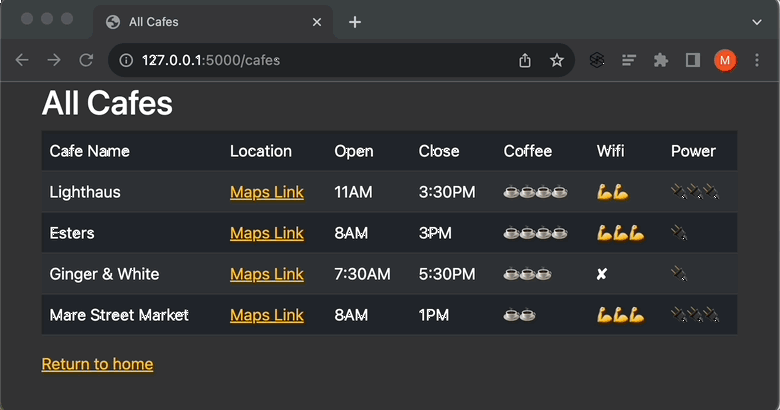 All Cafes
127.0.0.1:5000/cafes
M
All Cafes
Cafe Name Location Open Close Coffee Wifi Power
Lighthaus Maps Link 11AM 3:30PM ☕☕☕☕ 💪💪 🔌🔌🔌
Esters Maps Link 8AM 3PM ☕☕☕☕ 💪💪💪 🔌
Ginger & White Maps Link 7:30AM 5:30PM ☕☕☕ ✘ 🔌
Mare Street Market Maps Link 8AM 1PM ☕☕ 💪💪💪 🔌🔌🔌
Return to home